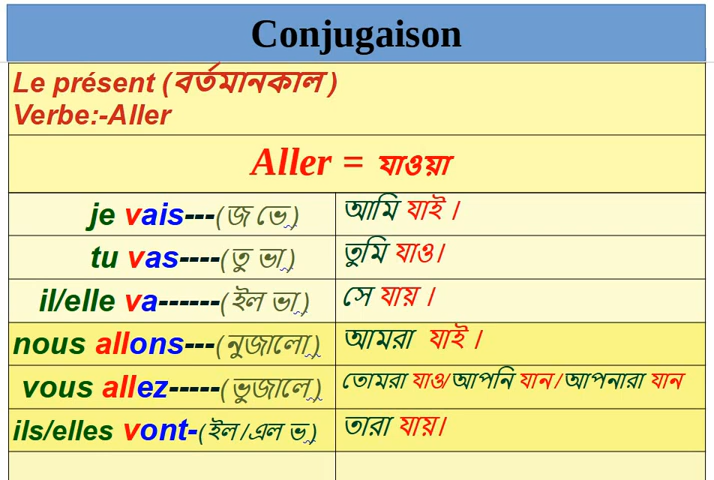 Conjugaison
Le présent (বর্তমানকাল)
Verbe:-Aller
Aller = যাওয়া
je vais---(জ ভে) আমি যাই।
tu vas----(তু ভা) তুমি যাও।
il/elle va------(ইল ভা) সে যায়।
nous allons---(নুজালো) আমরা যাই।
vous allez-----(ভুজালে) তোমরা যাও/আপনি যান/আপনারা যান
ils/elles vont-(ইল/এল ভ) তারা যায়।